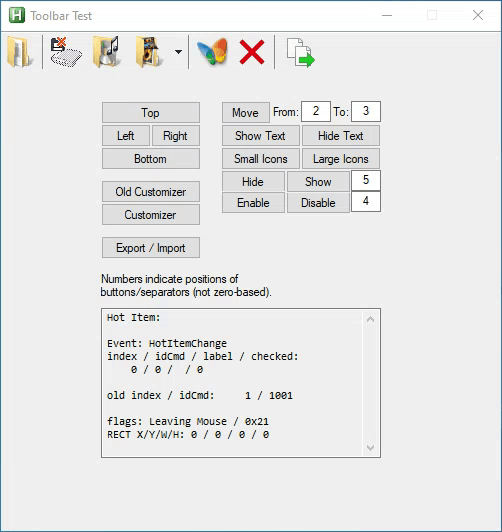 Toolbar Test
Top
Move From: 2 To: 3
Left Right
Show Text Hide Text
Bottom
Small Icons Large Icons
Hide Show 5
Old Customizer
Enable Disable 4
Customizer
Export / Import
Numbers indicate positions of
buttons/separators (not zero-based).
Hot Item:
Event: HotItemChange
index / idCmd / label / checked:
0 / 0 /  / 0
old index / idCmd:     1 / 1001
flags: Leaving Mouse / 0x21
RECT X/Y/W/H: 0 / 0 / 0 / 0